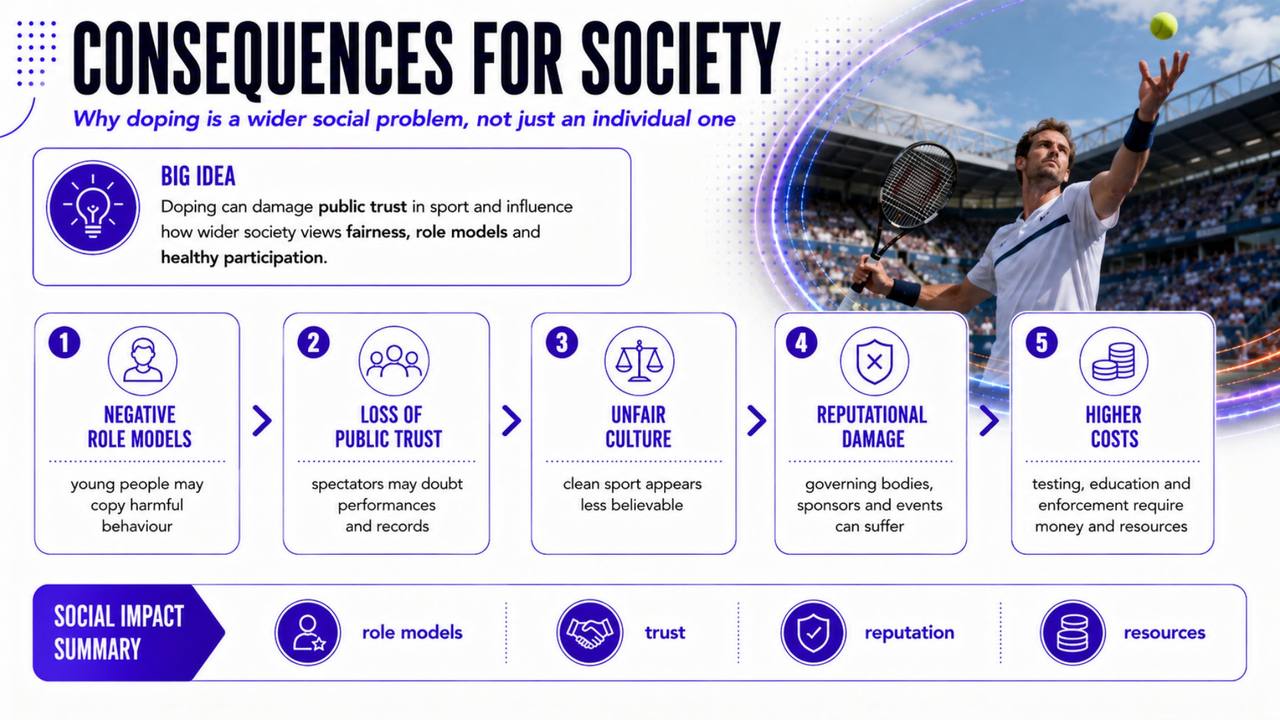 CONSEQUENCES FOR SOCIETY
Why doping is a wider social problem, not just an individual one
BIG IDEA
Doping can damage public trust in sport and influence
how wider society views fairness, role models and
healthy participation.
1
NEGATIVE
ROLE MODELS
young people may
copy harmful
behaviour
2
LOSS OF
PUBLIC TRUST
spectators may doubt
performances
and records
3
UNFAIR
CULTURE
clean sport appears
less believable
4
REPUTATIONAL
DAMAGE
governing bodies,
sponsors and events
can suffer
5
HIGHER
COSTS
testing, education and
enforcement require
money and resources
SOCIAL IMPACT
SUMMARY
role models
trust
reputation
resources